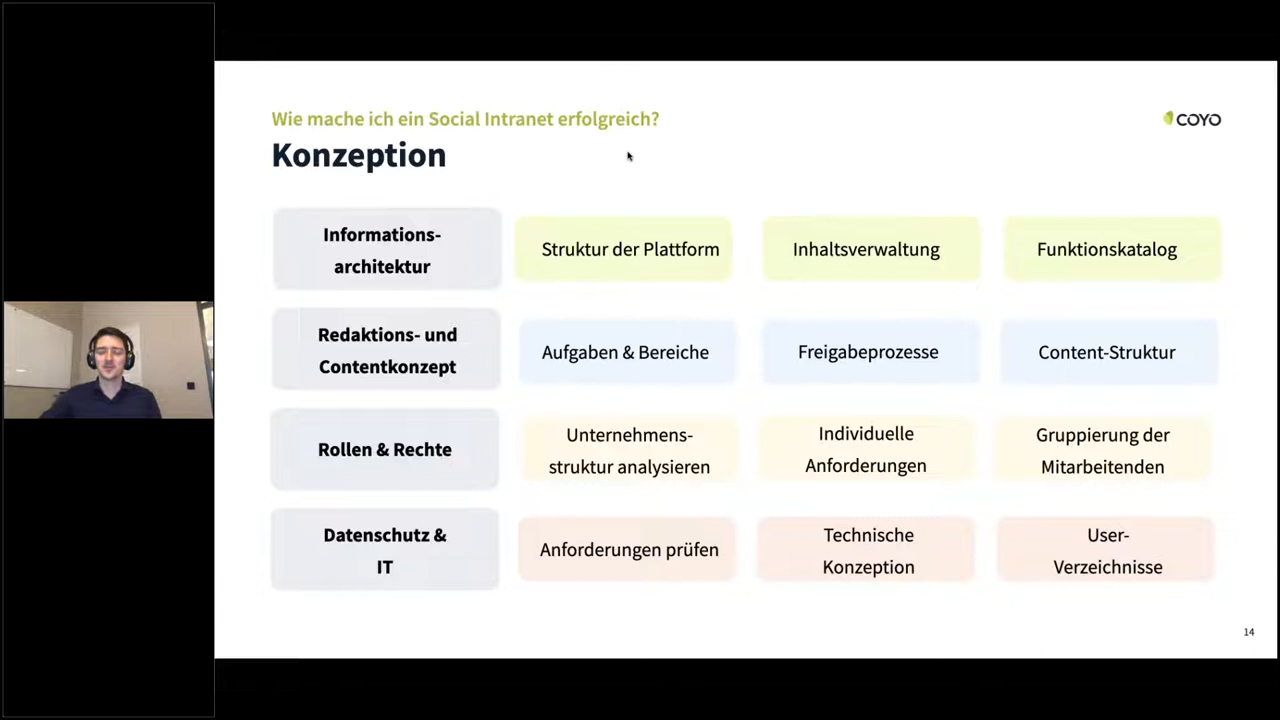 Wie mache ich ein Social Intranet erfolgreich?
COYO
Konzeption
Informations-
architektur
Struktur der Plattform
Inhaltsverwaltung
Funktionskatalog
Redaktions- und
Contentkonzept
Aufgaben & Bereiche
Freigabeprozesse
Content-Struktur
Rollen & Rechte
Unternehmens-
struktur analysieren
Individuelle
Anforderungen
Gruppierung der
Mitarbeitenden
Datenschutz &
IT
Anforderungen prüfen
Technische
Konzeption
User-
Verzeichnisse
14